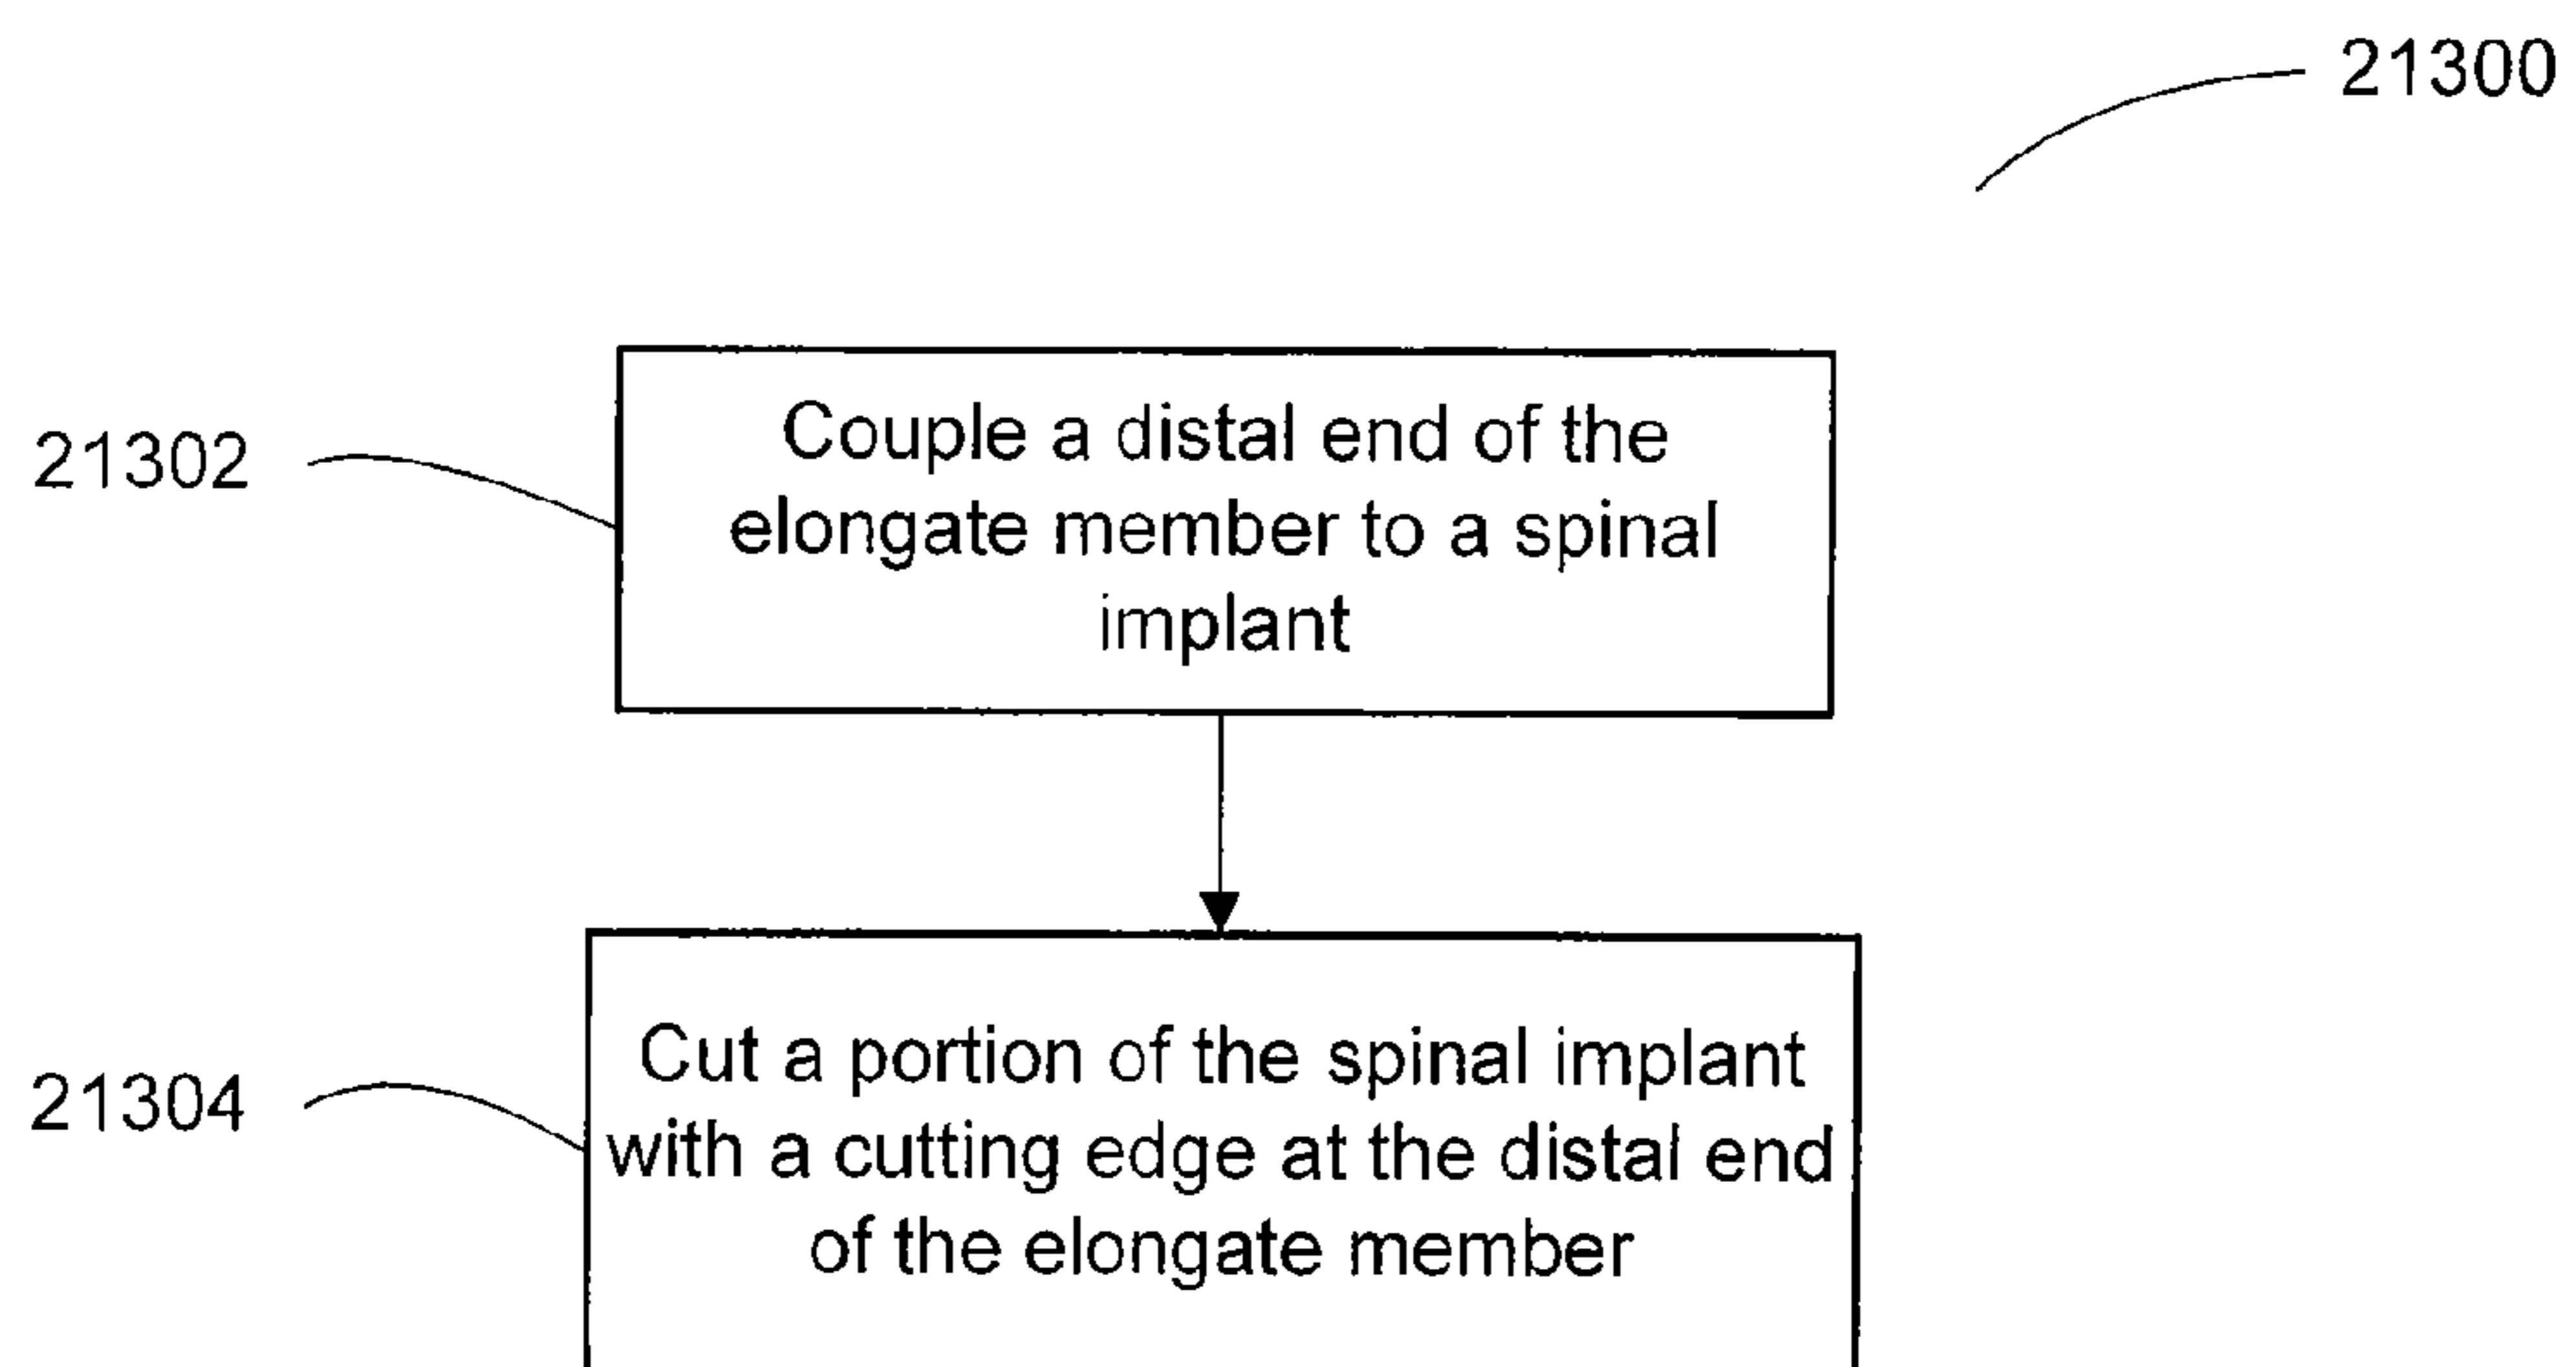 21300
21302
Couple a distal end of the
elongate member to a spinal
implant
21304
Cut a portion of the spinal implant
with a cutting edge at the distal end
of the elongate member